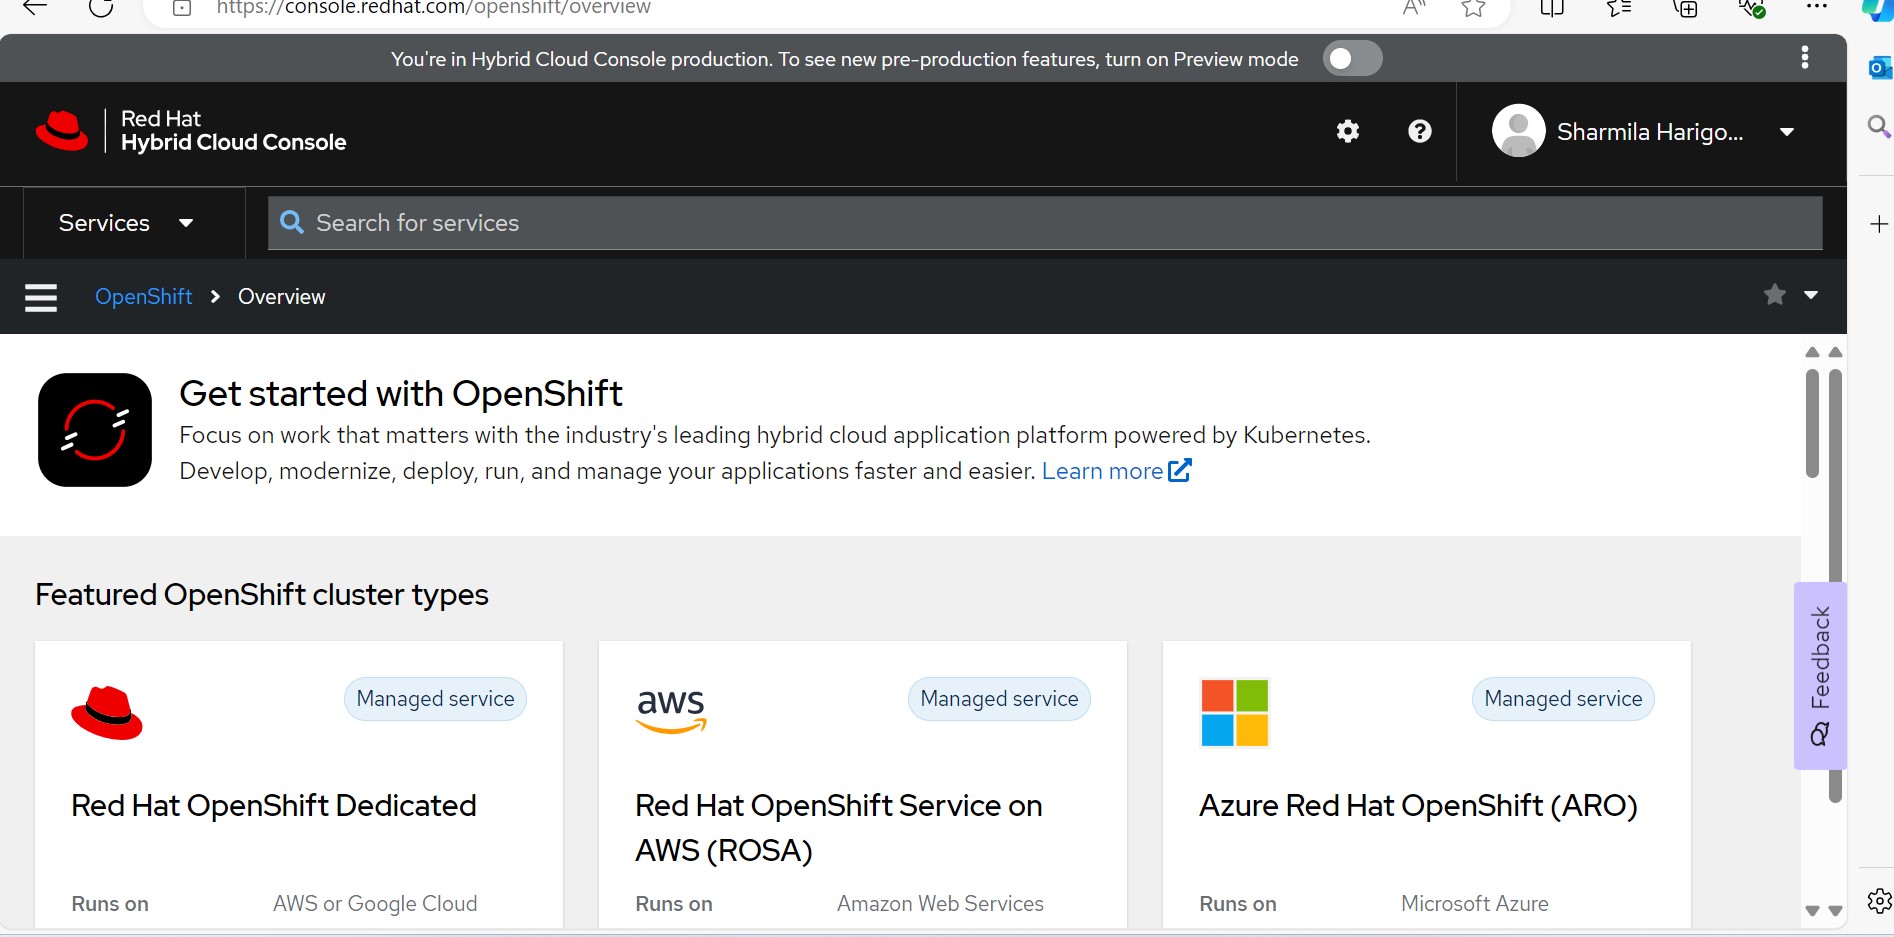 https://console.redhat.com/openshift/overview
You're in Hybrid Cloud Console production. To see new pre-production features, turn on Preview mode
Red Hat
Hybrid Cloud Console
Sharmila Harigo...
Services
Search for services
OpenShift
Overview
Get started with OpenShift
Focus on work that matters with the industry's leading hybrid cloud application platform powered by Kubernetes.
Develop, modernize, deploy, run, and manage your applications faster and easier. Learn more
Featured OpenShift cluster types
Managed service
Red Hat OpenShift Dedicated
Runs on AWS or Google Cloud
aws
Managed service
Red Hat OpenShift Service on
AWS (ROSA)
Runs on Amazon Web Services
Managed service
Azure Red Hat OpenShift (ARO)
Runs on Microsoft Azure
Feedback